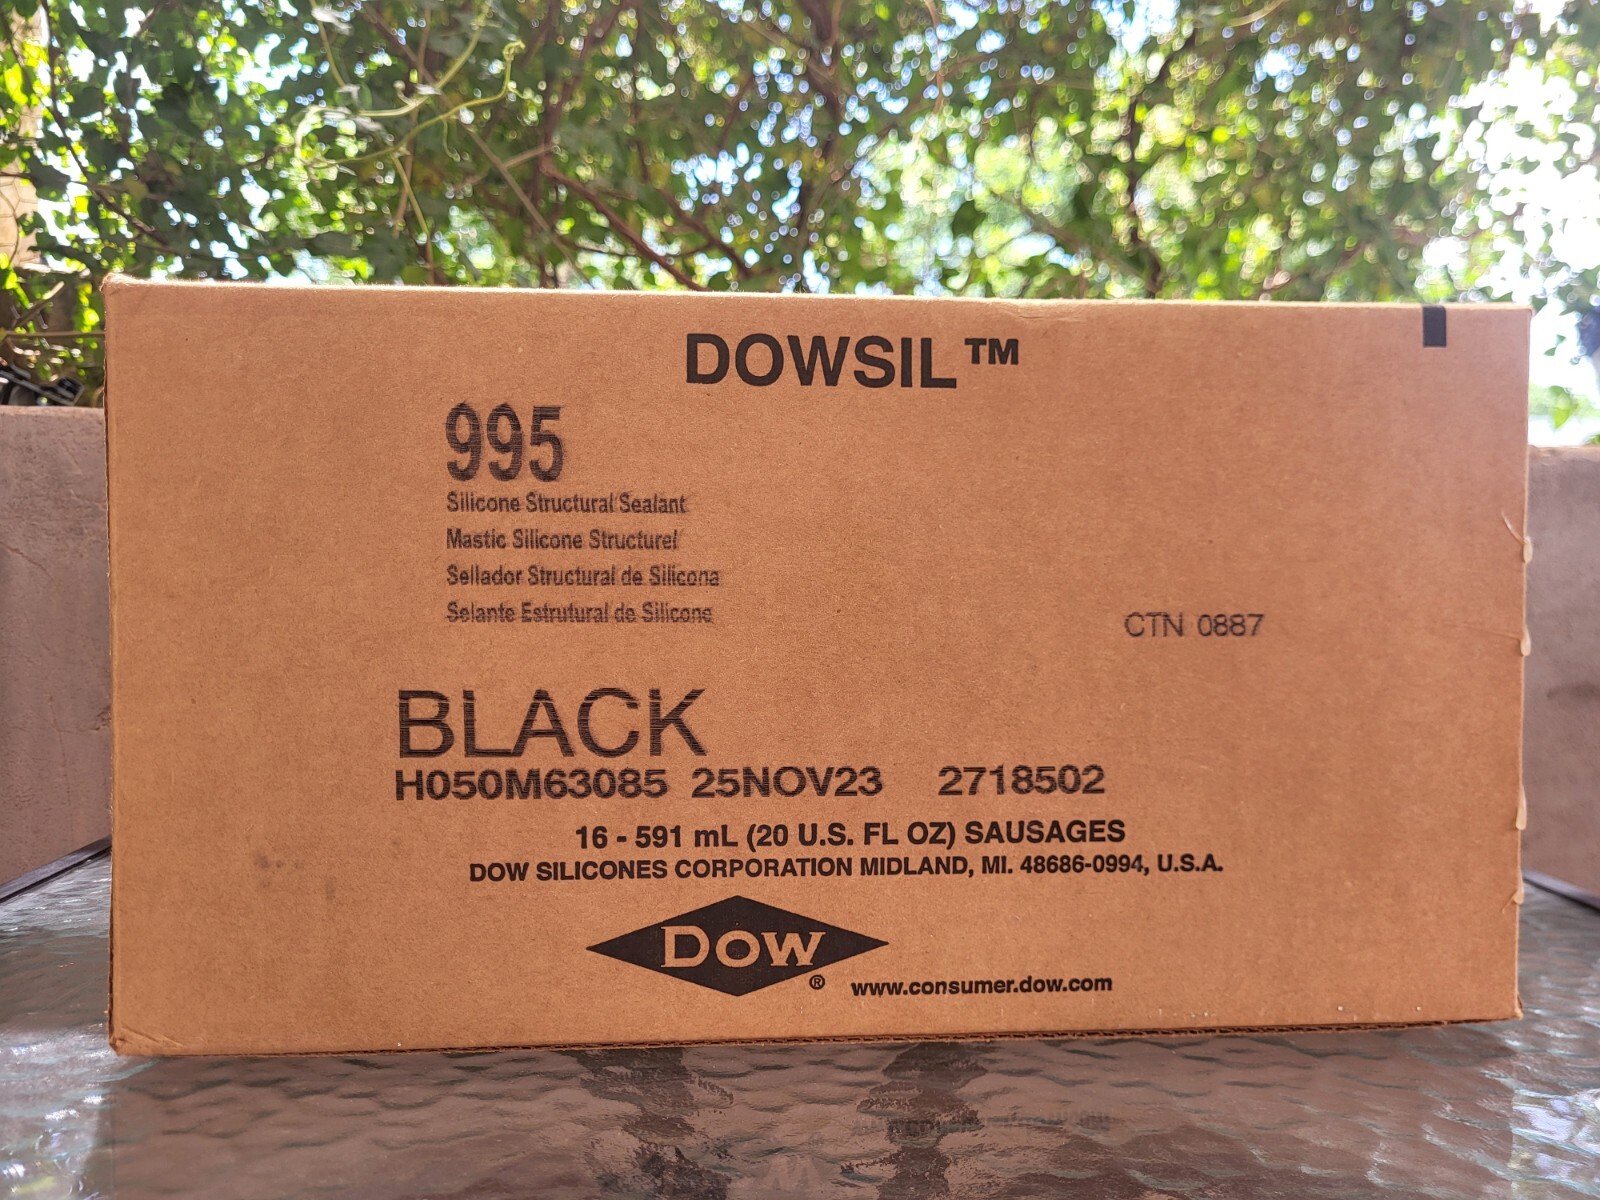 DOWSIL™
995
Silicone Structural Sealant
Mastic Silicone Structurel
Sellador Structural de Silicona
Selante Estrutural de Silicone
CTN 0887
BLACK
H050M63085 25NOV23 2718502
16 - 591 mL (20 U.S. FL OZ) SAUSAGES
DOW SILICONES CORPORATION MIDLAND, MI. 48686-0994, U.S.A.
DOW®
www.consumer.dow.com